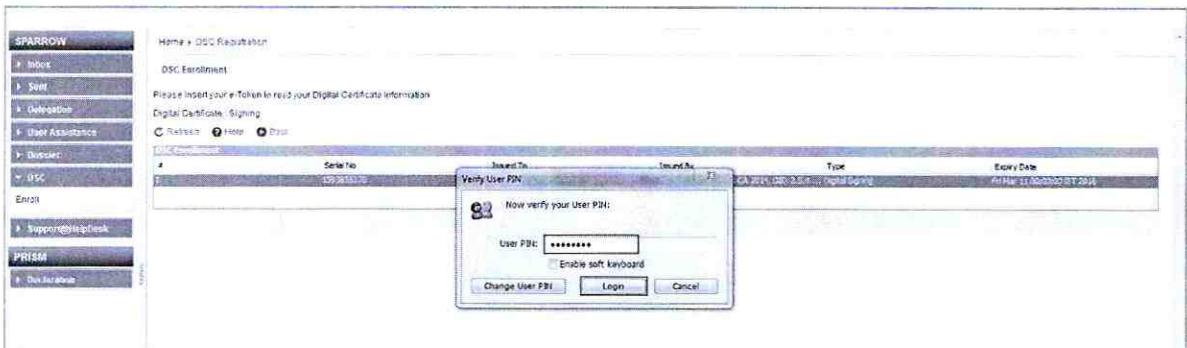 SPARROW
Inbox
Sent
Delegation
User Assistance
Dossier
DSC
Enroll
Support@Helpdesk
PRISM
Declaration
Home » DSC Registration
DSC Enrollment
Please Insert your e-Token to read your Digital Certificate Information
Digital Certificate : Signing
Refresh Help Back
DSC Enrollment
# Serial No Issued To Issued By Type Expiry Date
1 Digital Signing
Verify User PIN
Now verify your User PIN:
User PIN: ********
Enable soft keyboard
Change User PIN Login Cancel